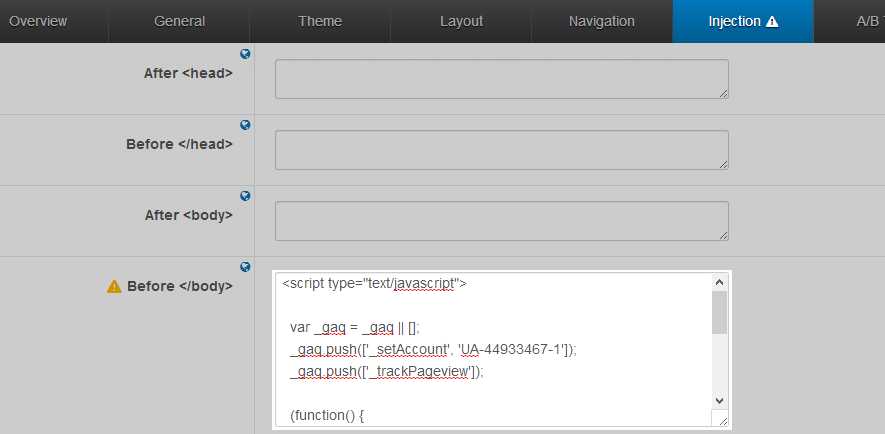 Overview General Theme Layout Navigation Injection A/B
After <head>
Before </head>
After <body>
Before </body>
<script type="text/javascript">
var _gaq = _gaq || [];
_gaq.push(['_setAccount', 'UA-44933467-1']);
_gaq.push(['_trackPageview']);
(function() {